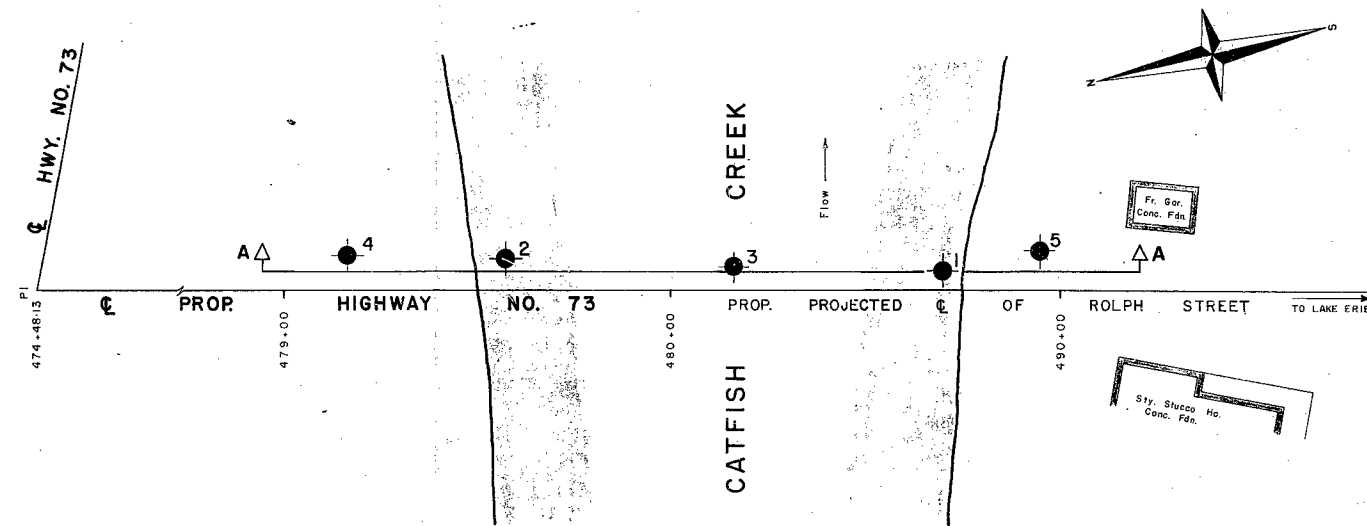 ℄ HWY. NO. 73
N
S
CATFISH CREEK
Flow
Fr. Gar.
Conc. Fdn.
A
4
2
3
1
5
A
PI
474+48.13
℄ PROP. HIGHWAY NO. 73 PROP. PROJECTED ℄ OF ROLPH STREET TO LAKE ERIE
479+00
480+00
490+00
Sty. Stucco Ho.
Conc. Fdn.